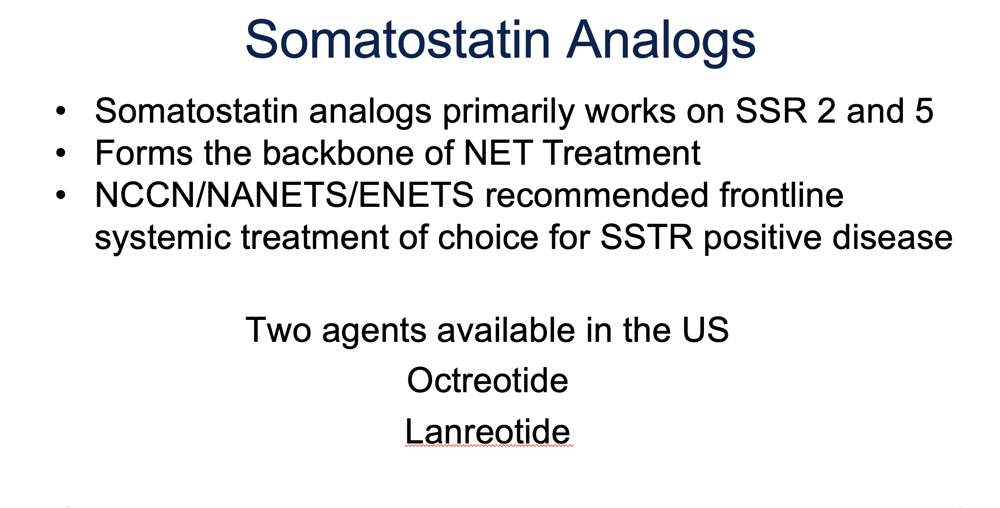 Somatostatin Analogs
• Somatostatin analogs primarily works on SSR 2 and 5
• Forms the backbone of NET Treatment
• NCCN/NANETS/ENETS recommended frontline
systemic treatment of choice for SSTR positive disease
Two agents available in the US
Octreotide
Lanreotide